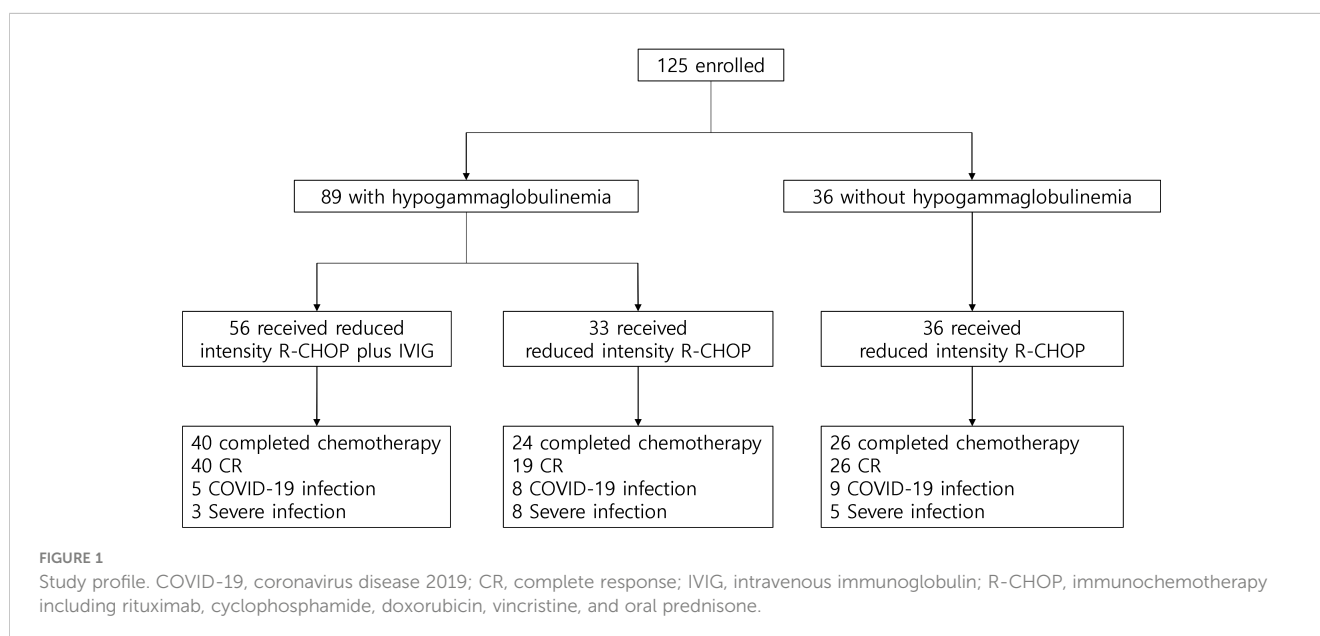 125 enrolled
89 with hypogammaglobulinemia
36 without hypogammaglobulinemia
56 received reduced
intensity R-CHOP plus IVIG
33 received
reduced intensity R-CHOP
36 received
reduced intensity R-CHOP
40 completed chemotherapy
40 CR
5 COVID-19 infection
3 Severe infection
24 completed chemotherapy
19 CR
8 COVID-19 infection
8 Severe infection
26 completed chemotherapy
26 CR
9 COVID-19 infection
5 Severe infection
FIGURE 1
Study profile. COVID-19, coronavirus disease 2019; CR, complete response; IVIG, intravenous immunoglobulin; R-CHOP, immunochemotherapy
including rituximab, cyclophosphamide, doxorubicin, vincristine, and oral prednisone.